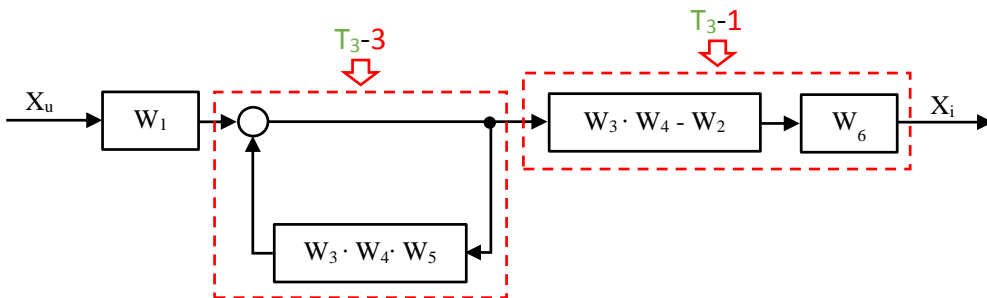 T₃-3
T₃-1
Xᵤ
W₁
W₃ · W₄ - W₂
W₆
Xᵢ
W₃ · W₄ · W₅